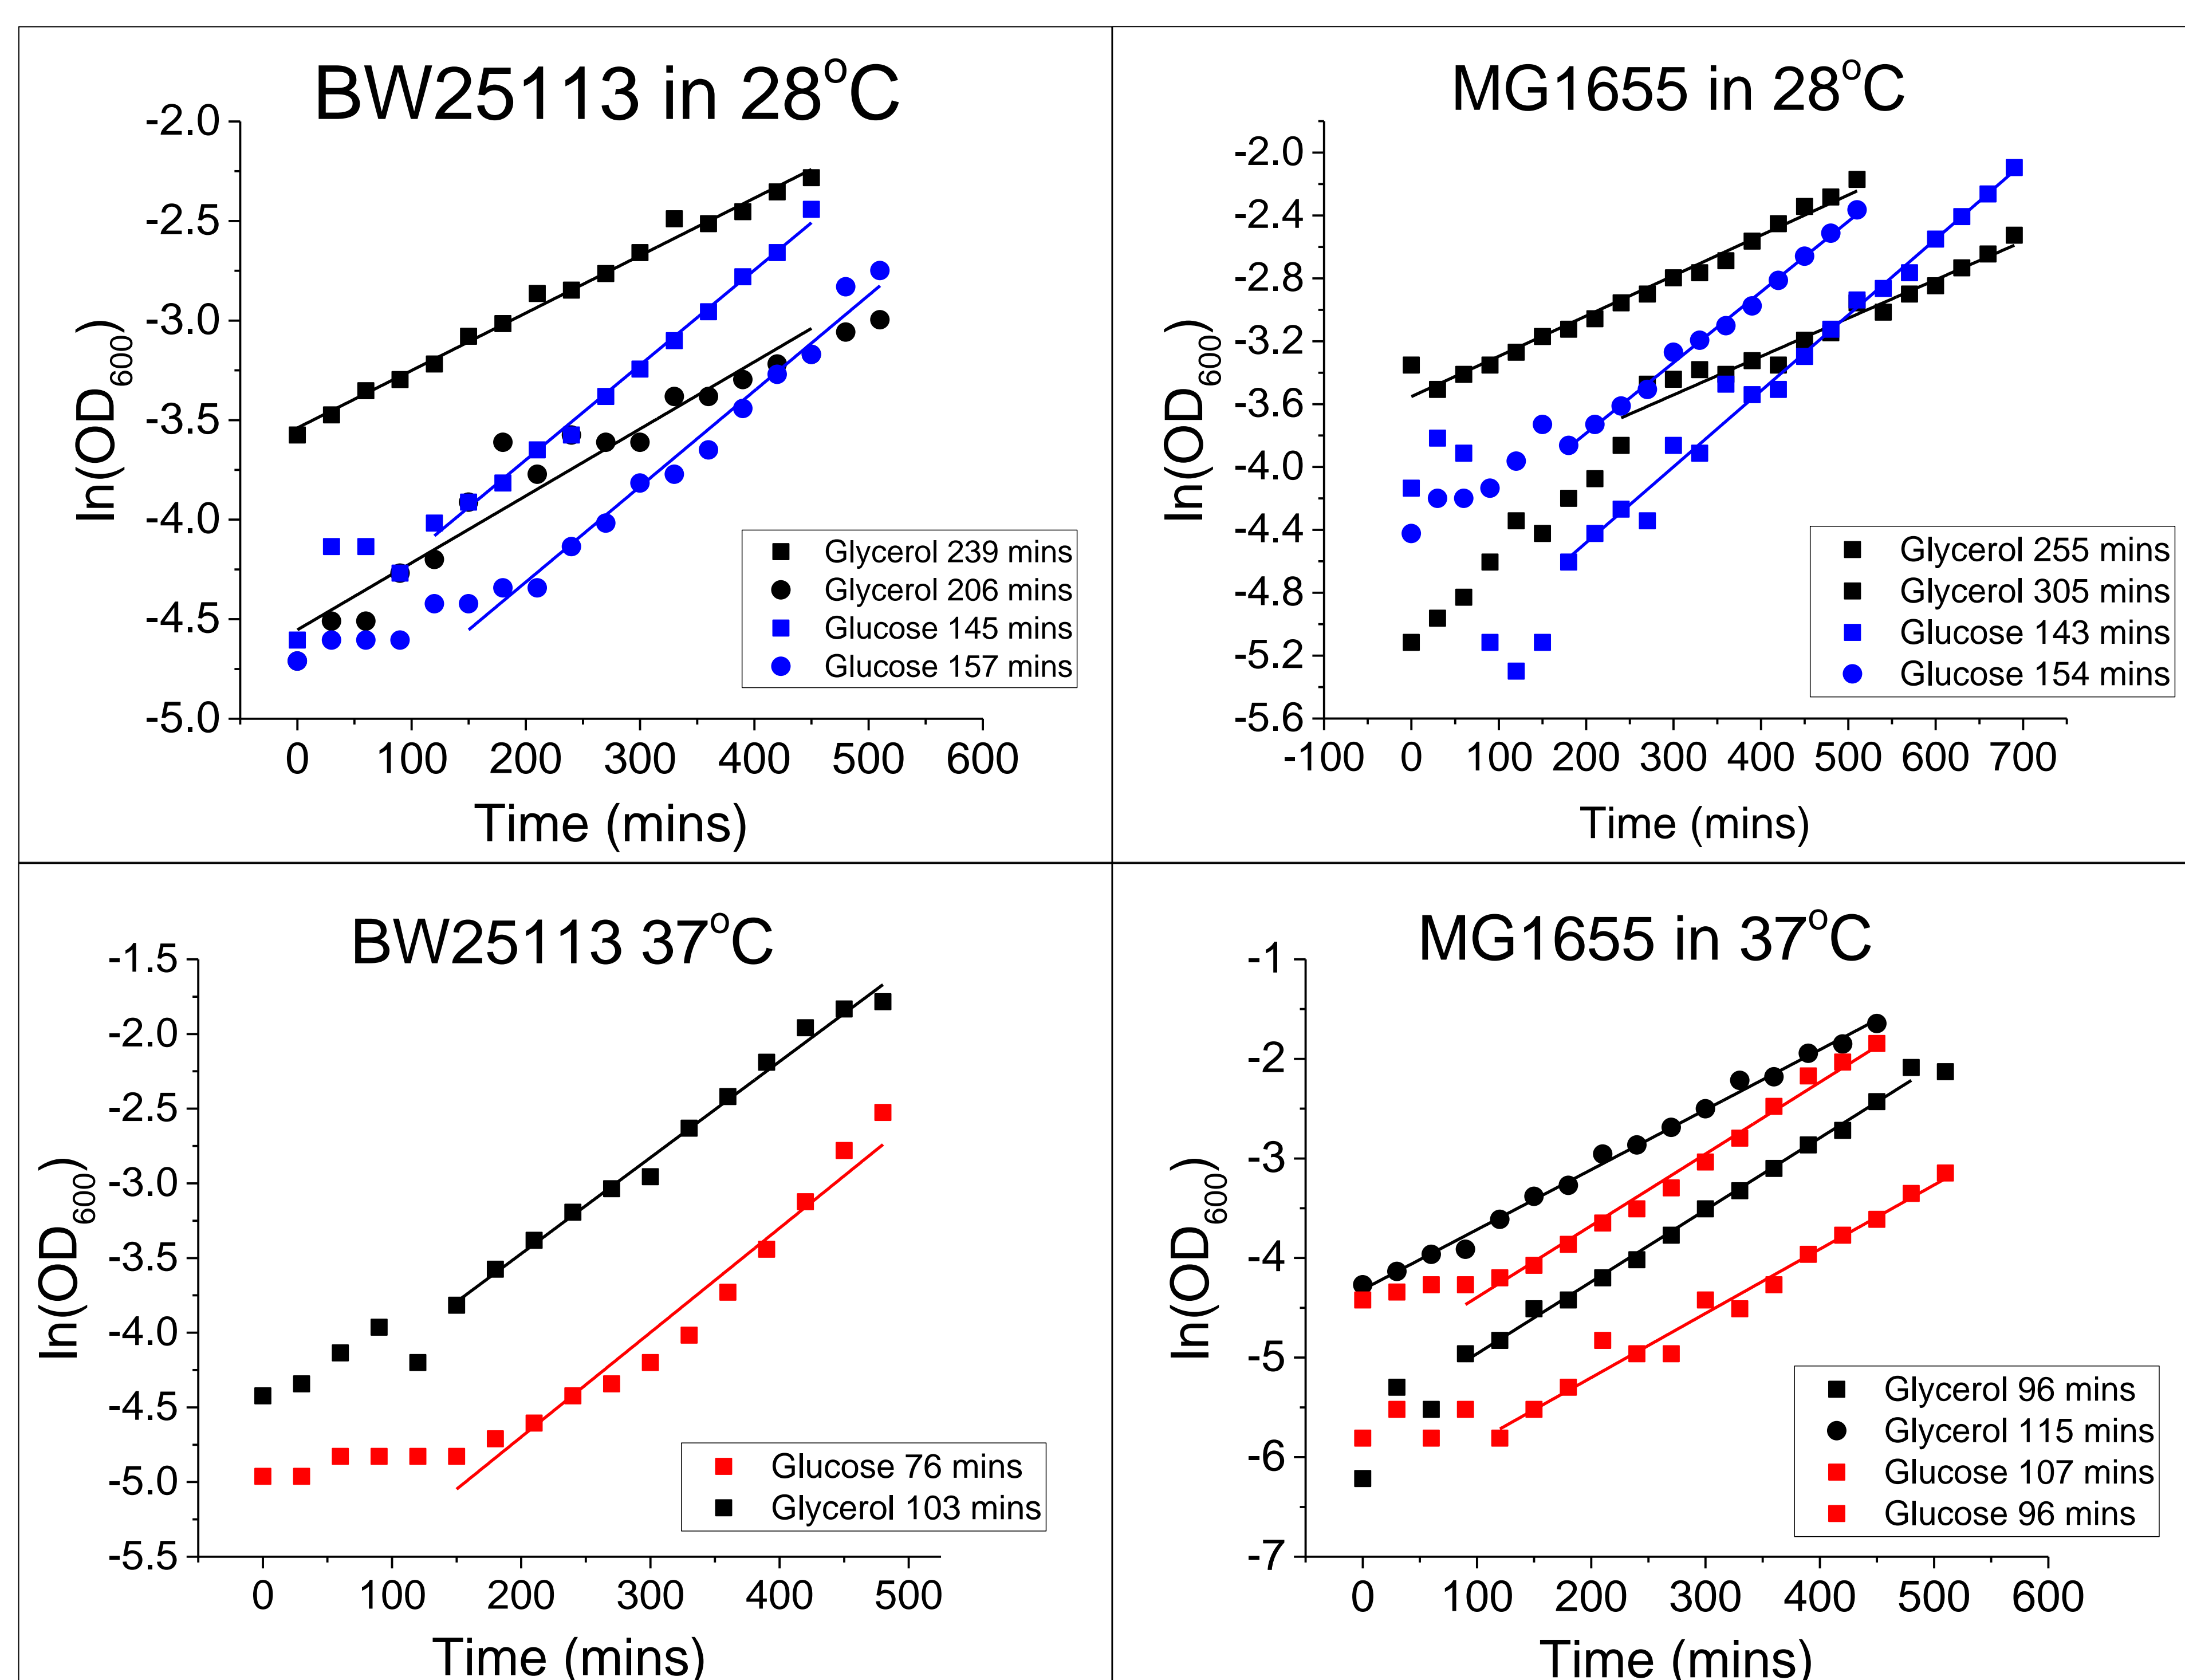 BW25113 in 28°C
-2.0
-2.5
-3.0
-3.5
-4.0
-4.5
-5.0
ln(OD600)
0 100 200 300 400 500 600
Time (mins)
Glycerol 239 mins
Glycerol 206 mins
Glucose 145 mins
Glucose 157 mins
MG1655 in 28°C
-2.0
-2.4
-2.8
-3.2
-3.6
-4.0
-4.4
-4.8
-5.2
-5.6
ln(OD600)
-100 0 100 200 300 400 500 600 700
Time (mins)
Glycerol 255 mins
Glycerol 305 mins
Glucose 143 mins
Glucose 154 mins
BW25113 37°C
-1.5
-2.0
-2.5
-3.0
-3.5
-4.0
-4.5
-5.0
-5.5
ln(OD600)
0 100 200 300 400 500
Time (mins)
Glucose 76 mins
Glycerol 103 mins
MG1655 in 37°C
-1
-2
-3
-4
-5
-6
-7
ln(OD600)
0 100 200 300 400 500 600
Time (mins)
Glycerol 96 mins
Glycerol 115 mins
Glucose 107 mins
Glucose 96 mins